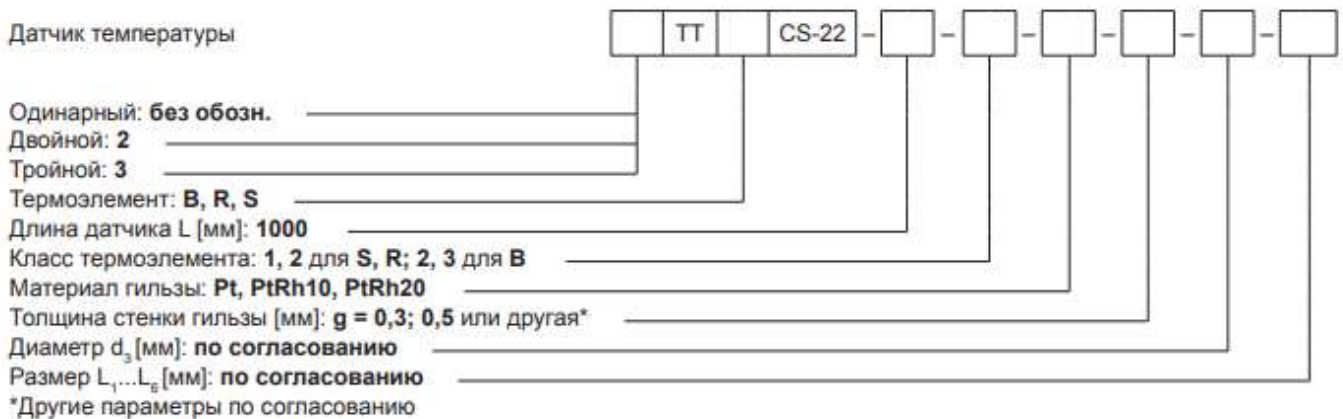 Датчик температуры TT CS-22 – – – – – –
Одинарный: без обозн.
Двойной: 2
Тройной: 3
Термоэлемент: B, R, S
Длина датчика L [мм]: 1000
Класс термоэлемента: 1, 2 для S, R; 2, 3 для B
Материал гильзы: Pt, PtRh10, PtRh20
Толщина стенки гильзы [мм]: g = 0,3; 0,5 или другая*
Диаметр d₃ [мм]: по согласованию
Размер L₁...L₆ [мм]: по согласованию
*Другие параметры по согласованию